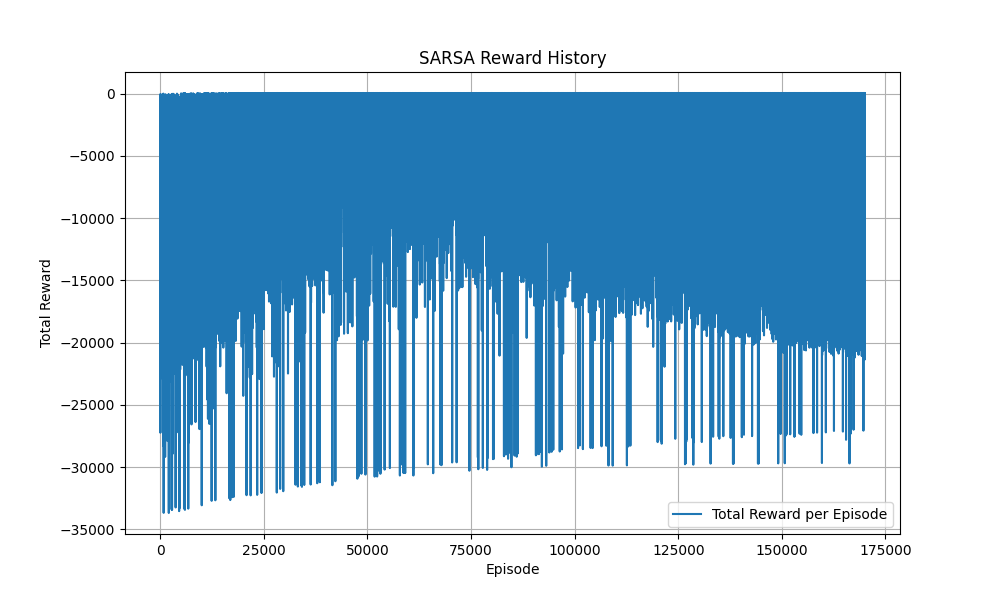 SARSA Reward History
Total Reward
0
−5000
−10000
−15000
−20000
−25000
−30000
−35000
0 25000 50000 75000 100000 125000 150000 175000
Episode
Total Reward per Episode